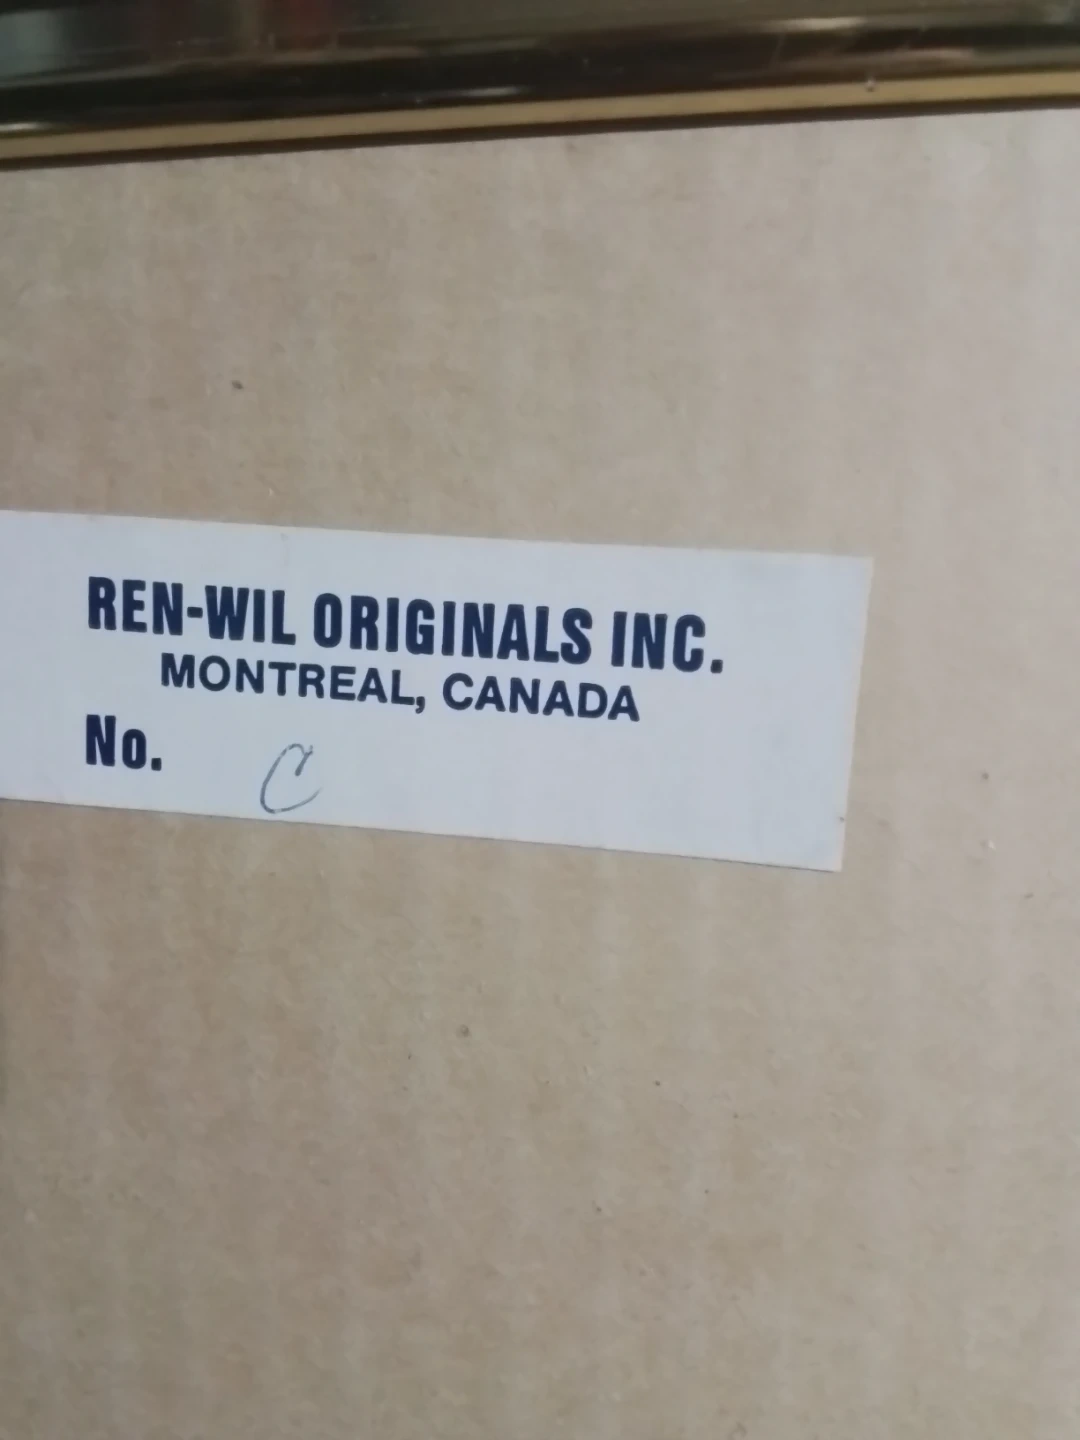 REN-WIL ORIGINALS INC.
MONTREAL, CANADA
No. C